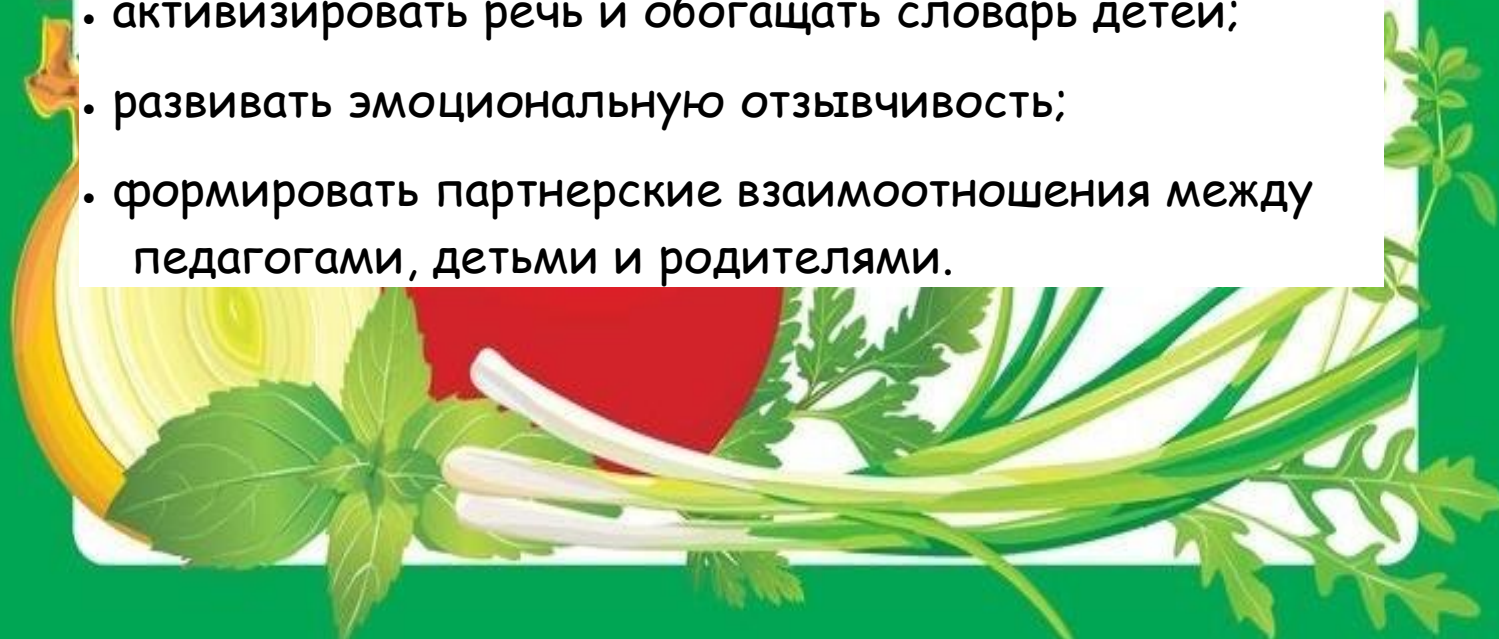 • активизировать речь и обогащать словарь детей;
• развивать эмоциональную отзывчивость;
• формировать партнерские взаимоотношения между
педагогами, детьми и родителями.